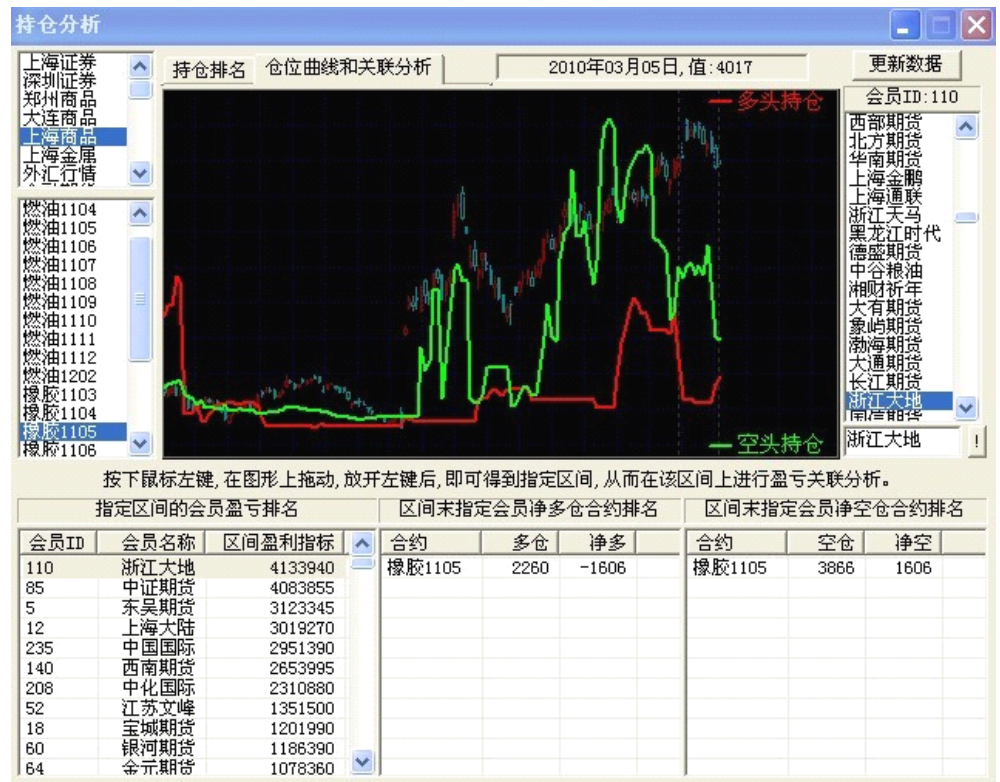 持仓分析
上海证券
深圳证券
郑州商品
大连商品
上海商品
上海金属
外汇行情
持仓排名 仓位曲线和关联分析
2010年03月05日,值:4017
更新数据
会员ID:110
多头持仓
空头持仓
燃油1104
燃油1105
燃油1106
燃油1107
燃油1108
燃油1109
燃油1110
燃油1111
燃油1112
燃油1202
橡胶1103
橡胶1104
橡胶1105
橡胶1106
西部期货
北方期货
华南期货
上海金鹏
上海通联
浙江天马
黑龙江时代
德盛期货
中谷粮油
湘财祈年
大有期货
象屿期货
渤海期货
大通期货
长江期货
浙江大地
国信期货
浙江大地 !
按下鼠标左键,在图形上拖动,放开左键后,即可得到指定区间,从而在该区间上进行盈亏关联分析。
指定区间的会员盈亏排名
会员ID 会员名称 区间盈利指标
110 浙江大地 4133940
85 中证期货 4083855
5 东吴期货 3123345
12 上海大陆 3019270
235 中国国际 2951390
140 西南期货 2653995
208 中化国际 2310880
52 江苏文峰 1351500
18 宝城期货 1201990
60 银河期货 1186390
64 金元期货 1078360
区间末指定会员净多仓合约排名
合约 多仓 净多
橡胶1105 2260 -1606
区间末指定会员净空仓合约排名
合约 空仓 净空
橡胶1105 3866 1606